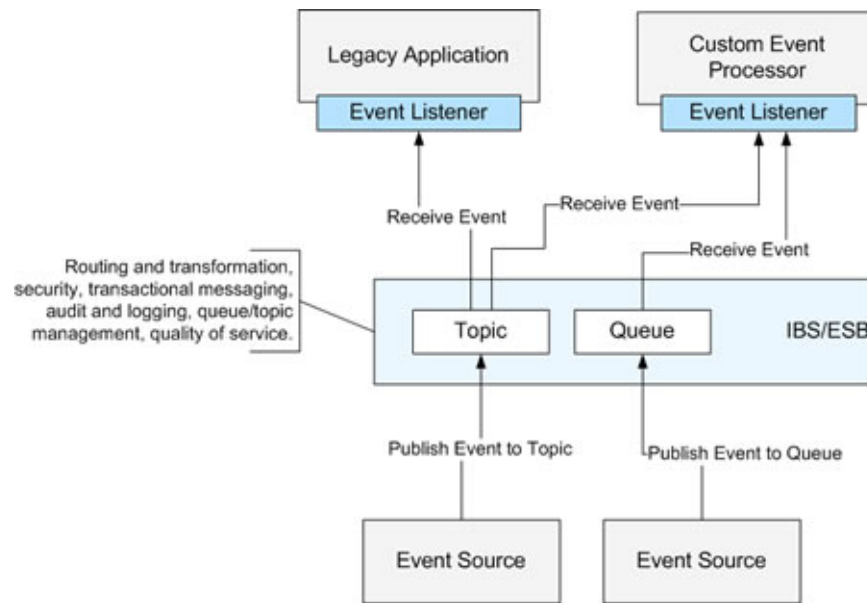 Legacy Application
Event Listener
Custom Event
Processor
Event Listener
Receive Event
Receive Event
Receive Event
Routing and transformation,
security, transactional messaging,
audit and logging, queue/topic
management, quality of service.
Topic
Queue
IBS/ESB
Publish Event to Topic
Publish Event to Queue
Event Source
Event Source